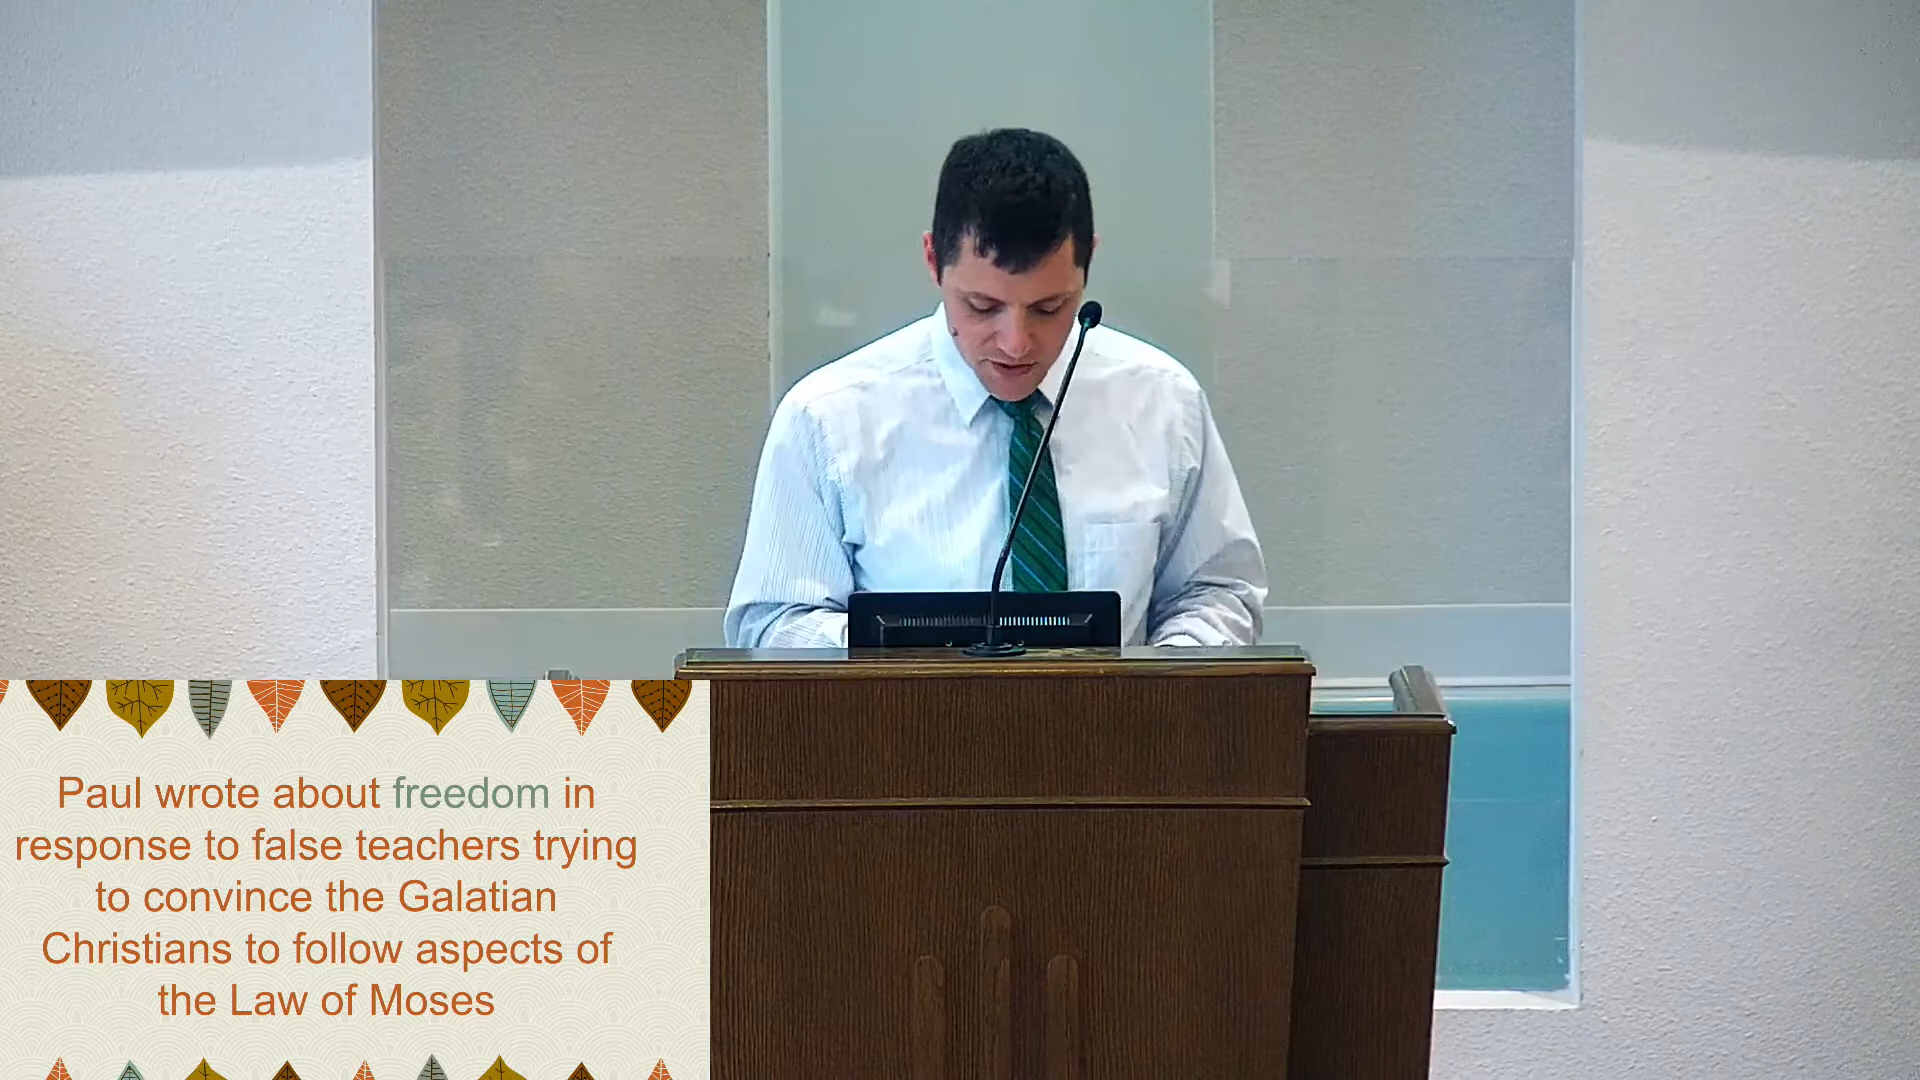 Paul wrote about freedom in
response to false teachers trying
to convince the Galatian
Christians to follow aspects of
the Law of Moses